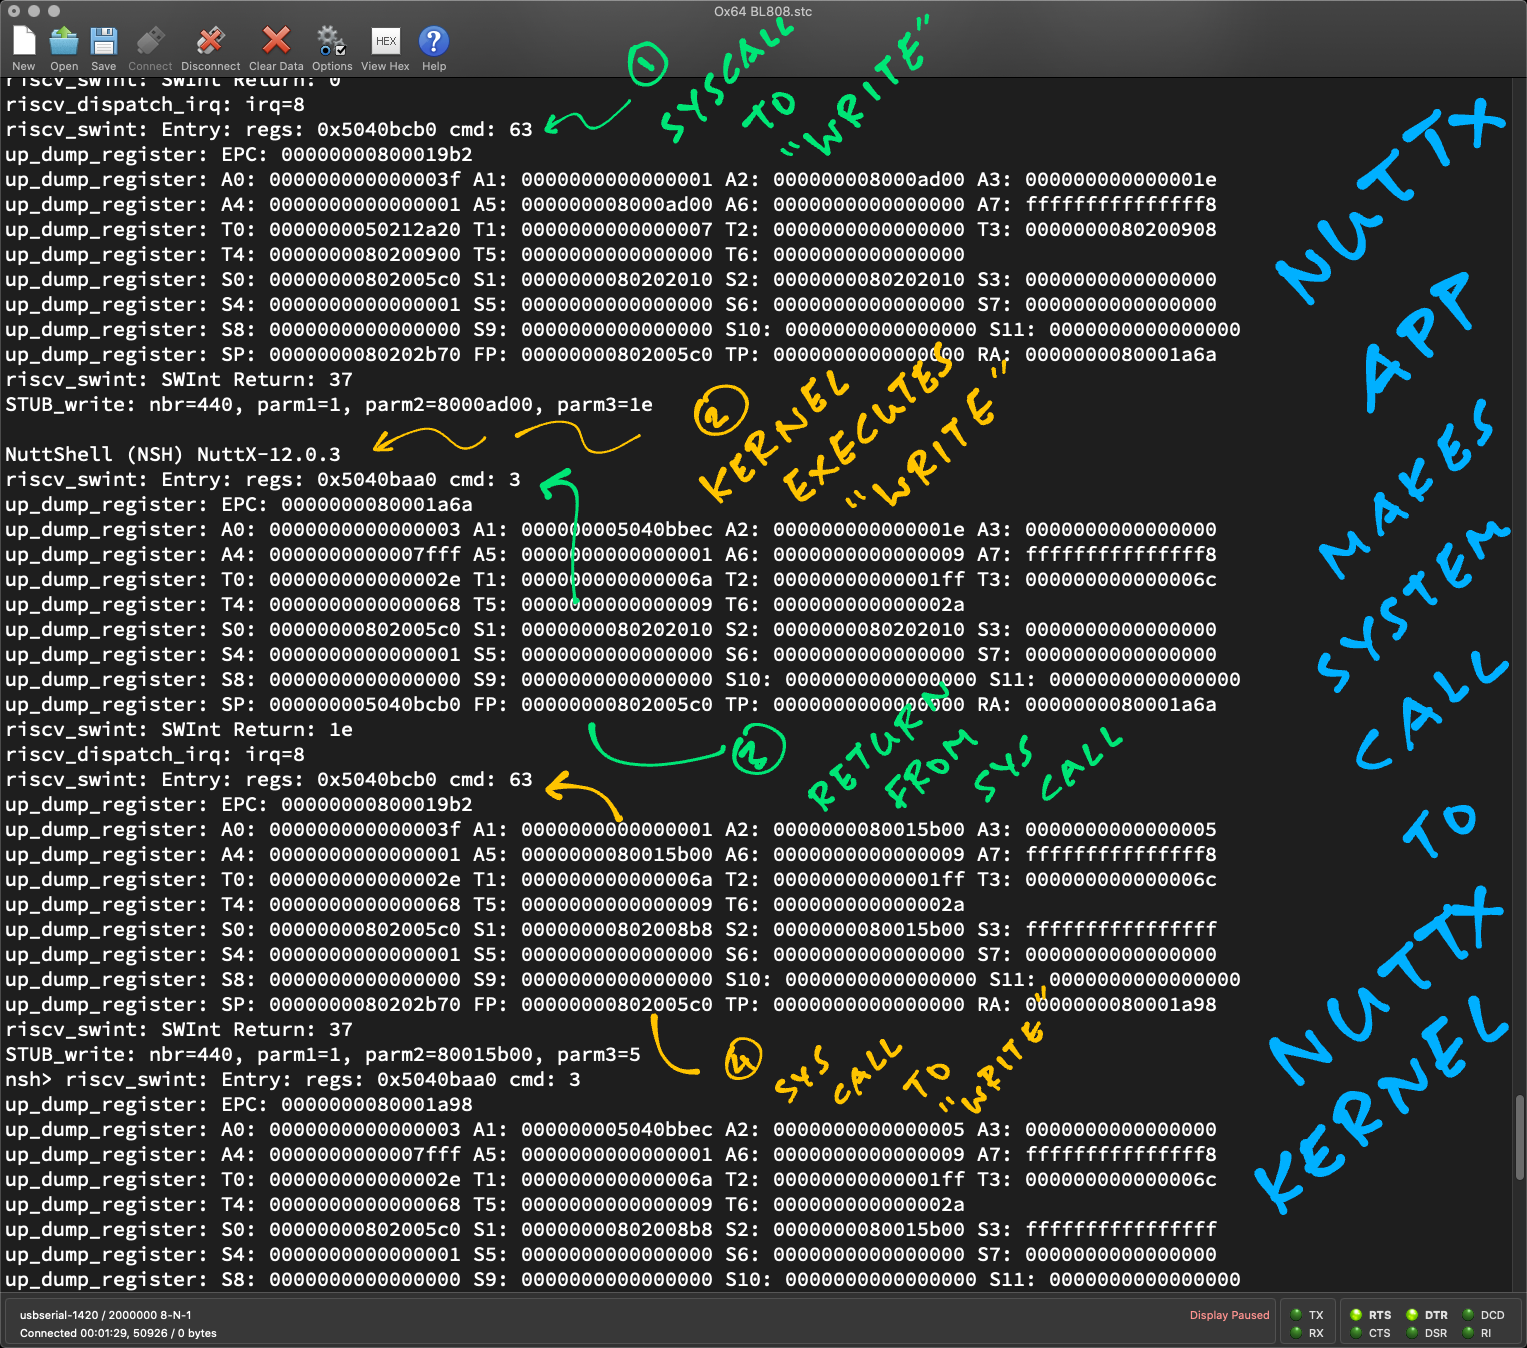 Ox64 BL808.stc
New Open Save Connect Disconnect Clear Data Options View Hex Help
HEX
riscv_swint: SWInt Return: 0
riscv_dispatch_irq: irq=8
riscv_swint: Entry: regs: 0x5040bcb0 cmd: 63
up_dump_register: EPC: 00000000800019b2
up_dump_register: A0: 000000000000003f A1: 0000000000000001 A2: 000000008000ad00 A3: 000000000000001e
up_dump_register: A4: 0000000000000001 A5: 000000008000ad00 A6: 0000000000000000 A7: fffffffffffffff8
up_dump_register: T0: 0000000050212a20 T1: 0000000000000007 T2: 0000000000000000 T3: 0000000080200908
up_dump_register: T4: 0000000080200900 T5: 0000000000000000 T6: 0000000000000000
up_dump_register: S0: 00000000802005c0 S1: 0000000080202010 S2: 0000000080202010 S3: 0000000000000000
up_dump_register: S4: 0000000000000001 S5: 0000000000000000 S6: 0000000000000000 S7: 0000000000000000
up_dump_register: S8: 0000000000000000 S9: 0000000000000000 S10: 0000000000000000 S11: 0000000000000000
up_dump_register: SP: 0000000080202b70 FP: 00000000802005c0 TP: 0000000000000000 RA: 0000000080001a6a
riscv_swint: SWInt Return: 37
STUB_write: nbr=440, parm1=1, parm2=8000ad00, parm3=1e
NuttShell (NSH) NuttX-12.0.3
riscv_swint: Entry: regs: 0x5040baa0 cmd: 3
up_dump_register: EPC: 0000000080001a6a
up_dump_register: A0: 0000000000000003 A1: 000000005040bbec A2: 000000000000001e A3: 0000000000000000
up_dump_register: A4: 0000000000007fff A5: 0000000000000001 A6: 0000000000000009 A7: fffffffffffffff8
up_dump_register: T0: 000000000000002e T1: 000000000000006a T2: 00000000000001ff T3: 000000000000006c
up_dump_register: T4: 0000000000000068 T5: 0000000000000009 T6: 000000000000002a
up_dump_register: S0: 00000000802005c0 S1: 0000000080202010 S2: 0000000080202010 S3: 0000000000000000
up_dump_register: S4: 0000000000000001 S5: 0000000000000000 S6: 0000000000000000 S7: 0000000000000000
up_dump_register: S8: 0000000000000000 S9: 0000000000000000 S10: 0000000000000000 S11: 0000000000000000
up_dump_register: SP: 000000005040bcb0 FP: 00000000802005c0 TP: 0000000000000000 RA: 0000000080001a6a
riscv_swint: SWInt Return: 1e
riscv_dispatch_irq: irq=8
riscv_swint: Entry: regs: 0x5040bcb0 cmd: 63
up_dump_register: EPC: 00000000800019b2
up_dump_register: A0: 000000000000003f A1: 0000000000000001 A2: 0000000080015b00 A3: 0000000000000005
up_dump_register: A4: 0000000000000001 A5: 0000000080015b00 A6: 0000000000000009 A7: fffffffffffffff8
up_dump_register: T0: 000000000000002e T1: 000000000000006a T2: 00000000000001ff T3: 000000000000006c
up_dump_register: T4: 0000000000000068 T5: 0000000000000009 T6: 000000000000002a
up_dump_register: S0: 00000000802005c0 S1: 00000000802008b8 S2: 0000000080015b00 S3: ffffffffffffffff
up_dump_register: S4: 0000000000000001 S5: 0000000000000000 S6: 0000000000000000 S7: 0000000000000000
up_dump_register: S8: 0000000000000000 S9: 0000000000000000 S10: 0000000000000000 S11: 0000000000000000
up_dump_register: SP: 0000000080202b70 FP: 00000000802005c0 TP: 0000000000000000 RA: 0000000080001a98
riscv_swint: SWInt Return: 37
STUB_write: nbr=440, parm1=1, parm2=80015b00, parm3=5
nsh> riscv_swint: Entry: regs: 0x5040baa0 cmd: 3
up_dump_register: EPC: 0000000080001a98
up_dump_register: A0: 0000000000000003 A1: 000000005040bbec A2: 0000000000000005 A3: 0000000000000000
up_dump_register: A4: 0000000000007fff A5: 0000000000000001 A6: 0000000000000009 A7: fffffffffffffff8
up_dump_register: T0: 000000000000002e T1: 000000000000006a T2: 00000000000001ff T3: 000000000000006c
up_dump_register: T4: 0000000000000068 T5: 0000000000000009 T6: 000000000000002a
up_dump_register: S0: 00000000802005c0 S1: 00000000802008b8 S2: 0000000080015b00 S3: ffffffffffffffff
up_dump_register: S4: 0000000000000001 S5: 0000000000000000 S6: 0000000000000000 S7: 0000000000000000
up_dump_register: S8: 0000000000000000 S9: 0000000000000000 S10: 0000000000000000 S11: 0000000000000000
1
SYSCALL
TO
"WRITE"
2
KERNEL
EXECUTES
"WRITE"
3
RETURN
FROM
SYS
CALL
4
SYS
CALL
TO
"WRITE"
NUTTX
APP
MAKES
SYSTEM
CALL
TO
NUTTX
KERNEL
usbserial-1420 / 2000000 8-N-1
Connected 00:01:29, 50926 / 0 bytes
Display Paused
TX RTS DTR DCD
RX CTS DSR RI